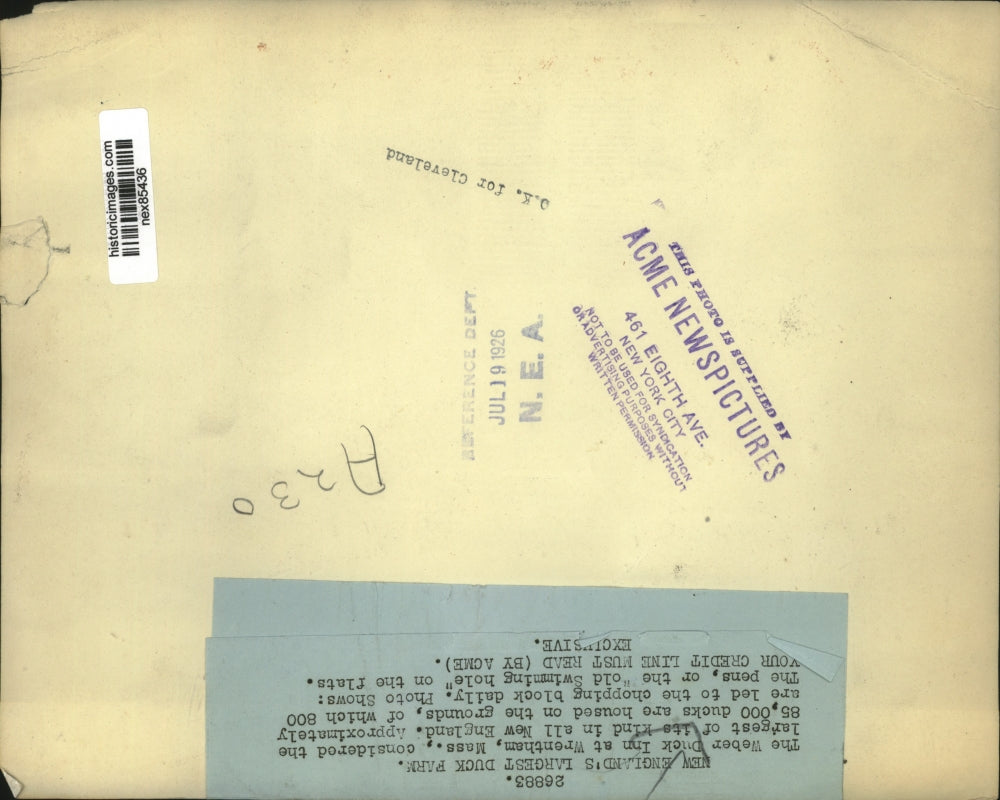 historicimages.com
nex85436
O.K. for Cleveland
THIS PHOTO IS SUPPLIED BY
ACME NEWSPICTURES
461 EIGHTH AVE.
NEW YORK CITY
NOT TO BE USED FOR SYNDICATION
OR ADVERTISING PURPOSES WITHOUT
WRITTEN PERMISSION
REFERENCE DEPT.
JUL 19 1926
N. E. A.
26883.
NEW ENGLAND'S LARGEST DUCK FARM.
The Weber Duck Inn at Wrentham, Mass., considered the
largest of its kind in all New England. Approximately
85,000 ducks are housed on the grounds, of which 800
are led to the chopping block daily. Photo Shows:
The pens, or the "old Swimming hole" on the flats.
YOUR CREDIT LINE MUST READ (BY ACME).
EXCLUSIVE.